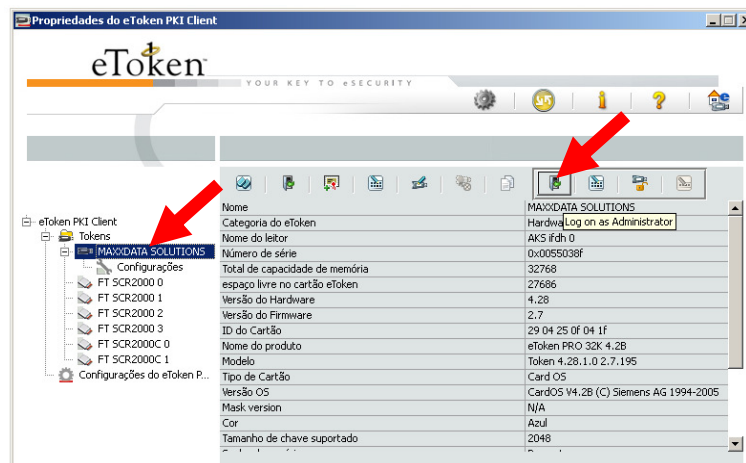 Propriedades do eToken PKI Client
eToken
YOUR KEY TO eSECURITY
eToken PKI Client
Tokens
MAXXDATA SOLUTIONS
Configurações
FT SCR2000 0
FT SCR2000 1
FT SCR2000 2
FT SCR2000 3
FT SCR2000C 0
FT SCR2000C 1
Configurações do eToken P...
Nome MAXXDATA SOLUTIONS
Categoria do eToken Hardwa
Log on as Administrator
Nome do leitor AKS ifdh 0
Número de série 0x0055038f
Total de capacidade de memória 32768
espaço livre no cartão eToken 27686
Versão do Hardware 4.28
Versão do Firmware 2.7
ID do Cartão 29 04 25 0f 04 1f
Nome do produto eToken PRO 32K 4.2B
Modelo Token 4.28.1.0 2.7.195
Tipo de Cartão Card OS
Versão OS CardOS V4.2B (C) Siemens AG 1994-2005
Mask version N/A
Cor Azul
Tamanho de chave suportado 2048